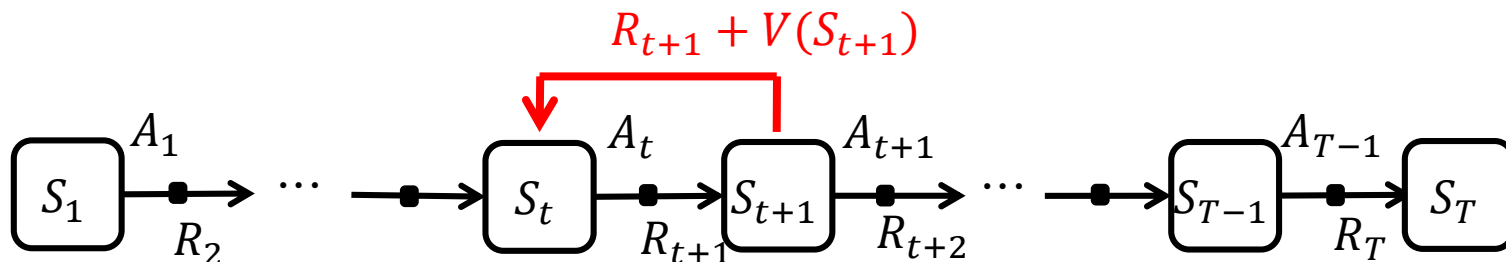 R_{t+1} + V(S_{t+1})
A_1 A_t A_{t+1} A_{T-1}
S_1 ... S_t S_{t+1} ... S_{T-1} S_T
R_2 R_{t+1} R_{t+2} R_T